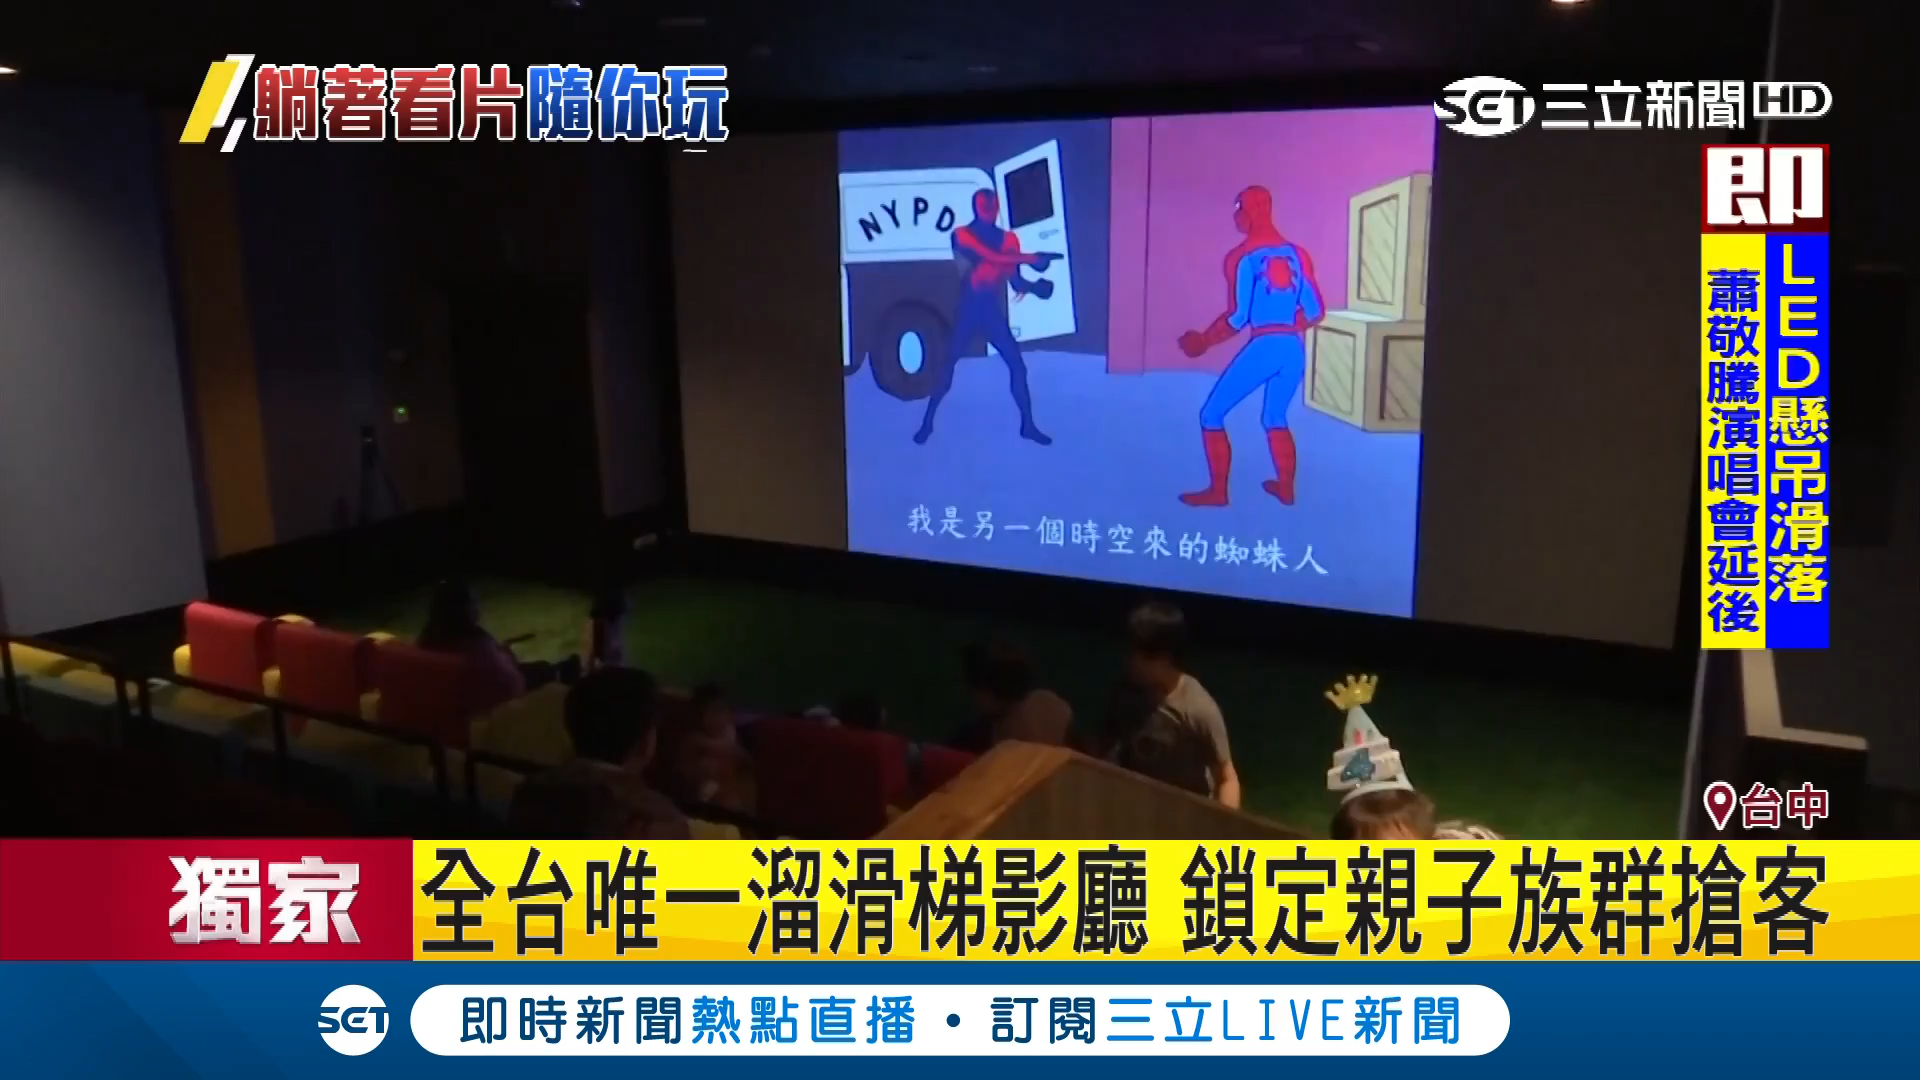 躺著看片隨你玩
SET三立新聞HD
即
LED懸吊滑落
蕭敬騰演唱會延後
NYPD
我是另一個時空來的蜘蛛人
台中
獨家
全台唯一溜滑梯影廳 鎖定親子族群搶客
SET
即時新聞熱點直播•訂閱三立LIVE新聞